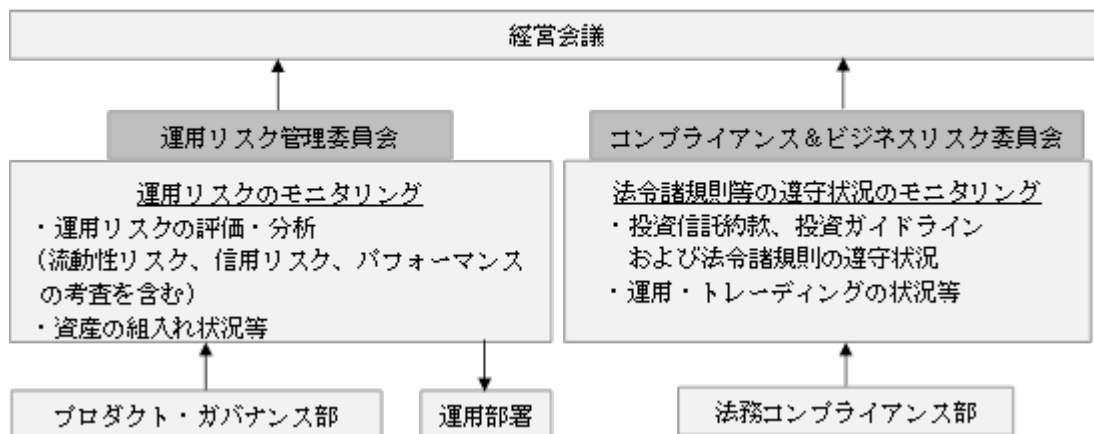 経営会議
運用リスク管理委員会
運用リスクのモニタリング
・運用リスクの評価・分析
(流動性リスク、信用リスク、パフォーマンス
の考査を含む)
・資産の組入れ状況等
コンプライアンス&ビジネスリスク委員会
法令諸規則等の遵守状況のモニタリング
・投資信託約款、投資ガイドライン
および法令諸規則の遵守状況
・運用・トレーディングの状況等
プロダクト・ガバナンス部
運用部署
法務コンプライアンス部